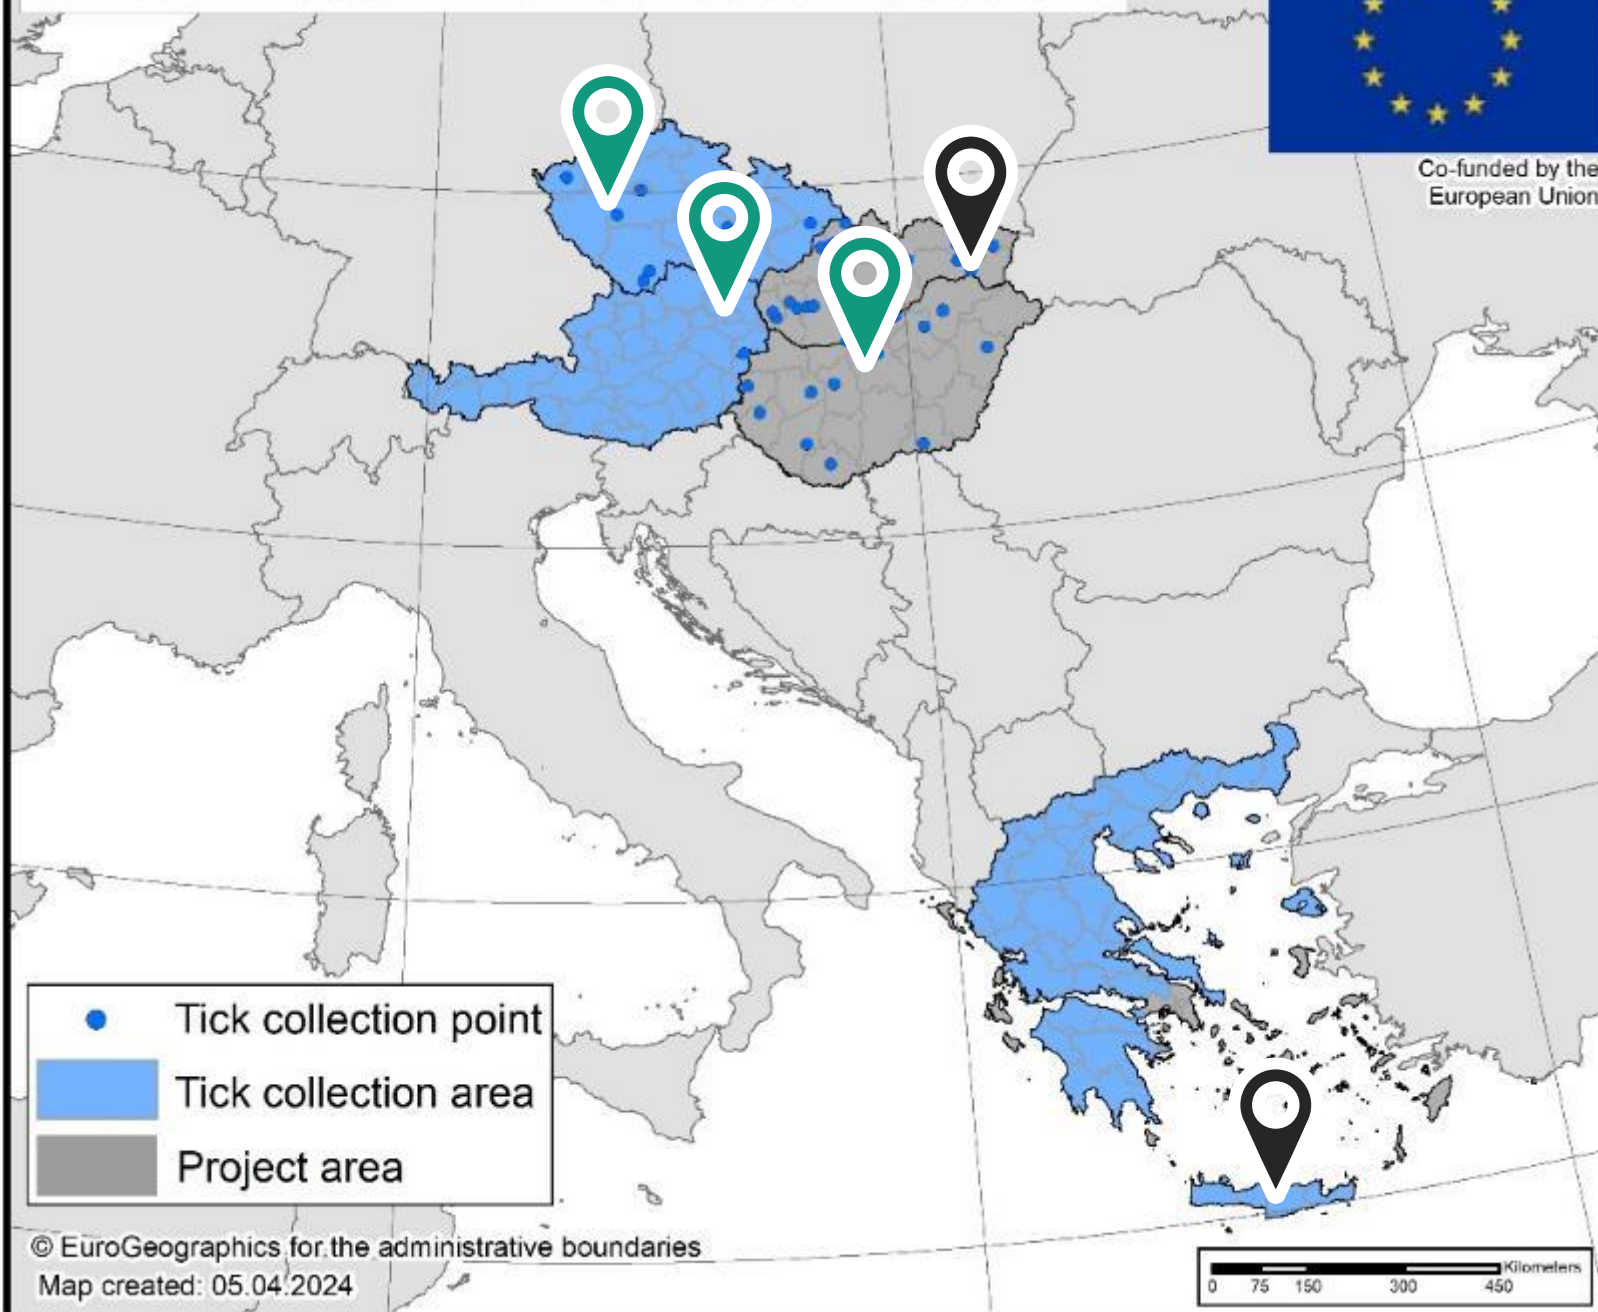 Co-funded by the
European Union
Tick collection point
Tick collection area
Project area
© EuroGeographics for the administrative boundaries
Map created: 05.04.2024
Kilometers
0 75 150 300 450